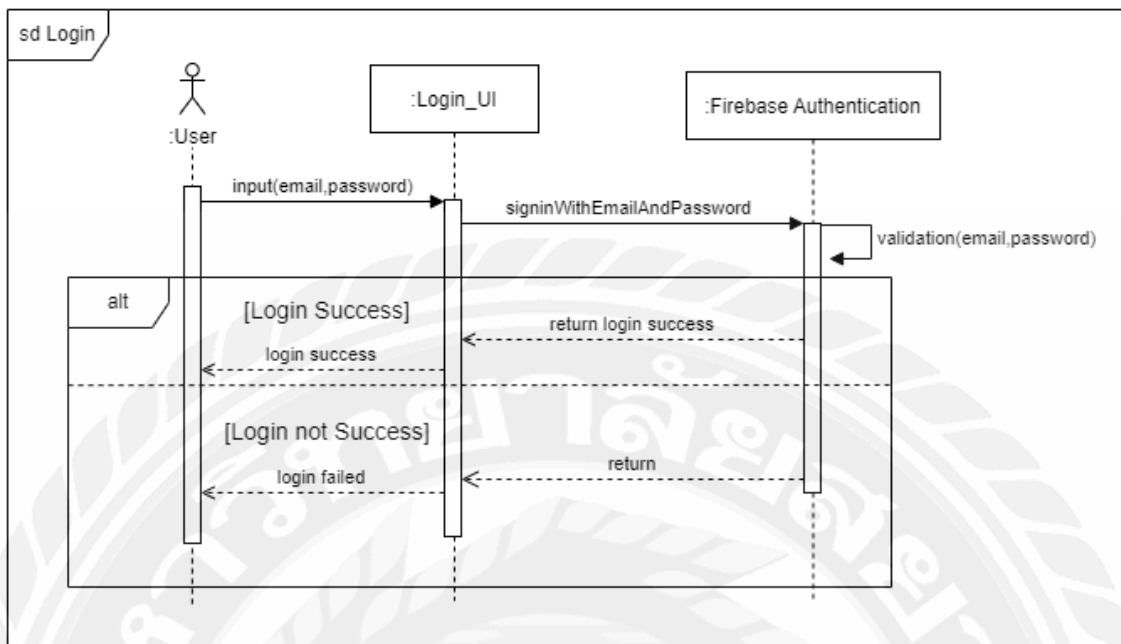 sd Login
:User
:Login_UI
:Firebase Authentication
input(email,password)
signinWithEmailAndPassword
validation(email,password)
alt
[Login Success]
return login success
login success
[Login not Success]
return
login failed